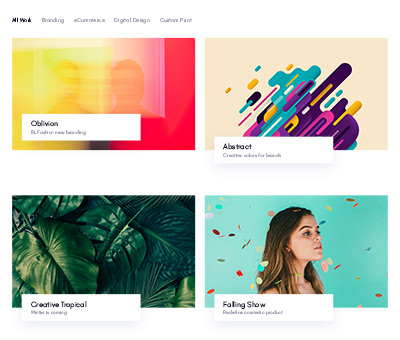 All Work Branding eCommerce Digital Design Custom Print
Oblivion
BL Fashion new branding
Abstract
Creative colors for brands
Creative Tropical
Winter is coming
Falling Show
Redefine cosmetic product